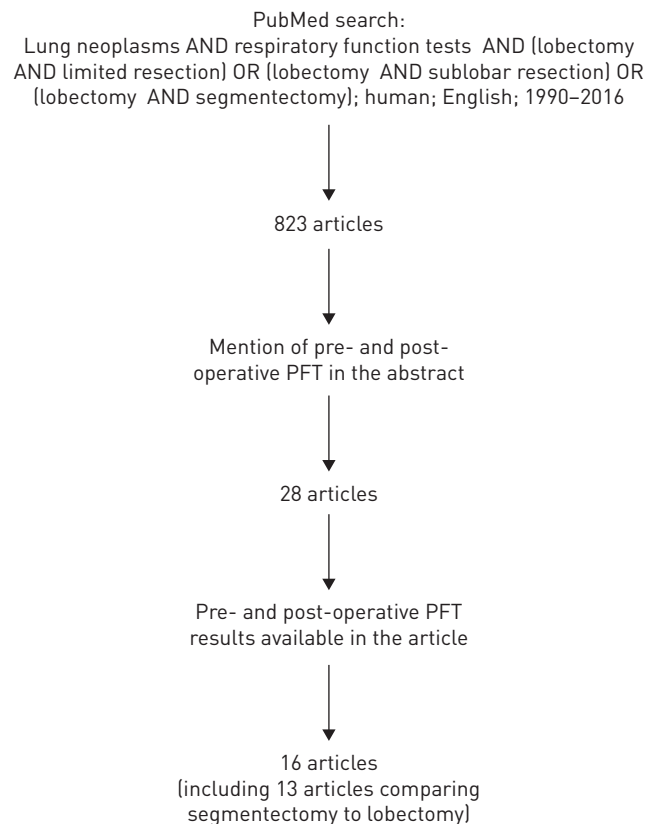 PubMed search:
Lung neoplasms AND respiratory function tests AND (lobectomy
AND limited resection) OR (lobectomy AND sublobar resection) OR
(lobectomy AND segmentectomy); human; English; 1990–2016
823 articles
Mention of pre- and post-
operative PFT in the abstract
28 articles
Pre- and post-operative PFT
results available in the article
16 articles
(including 13 articles comparing
segmentectomy to lobectomy)